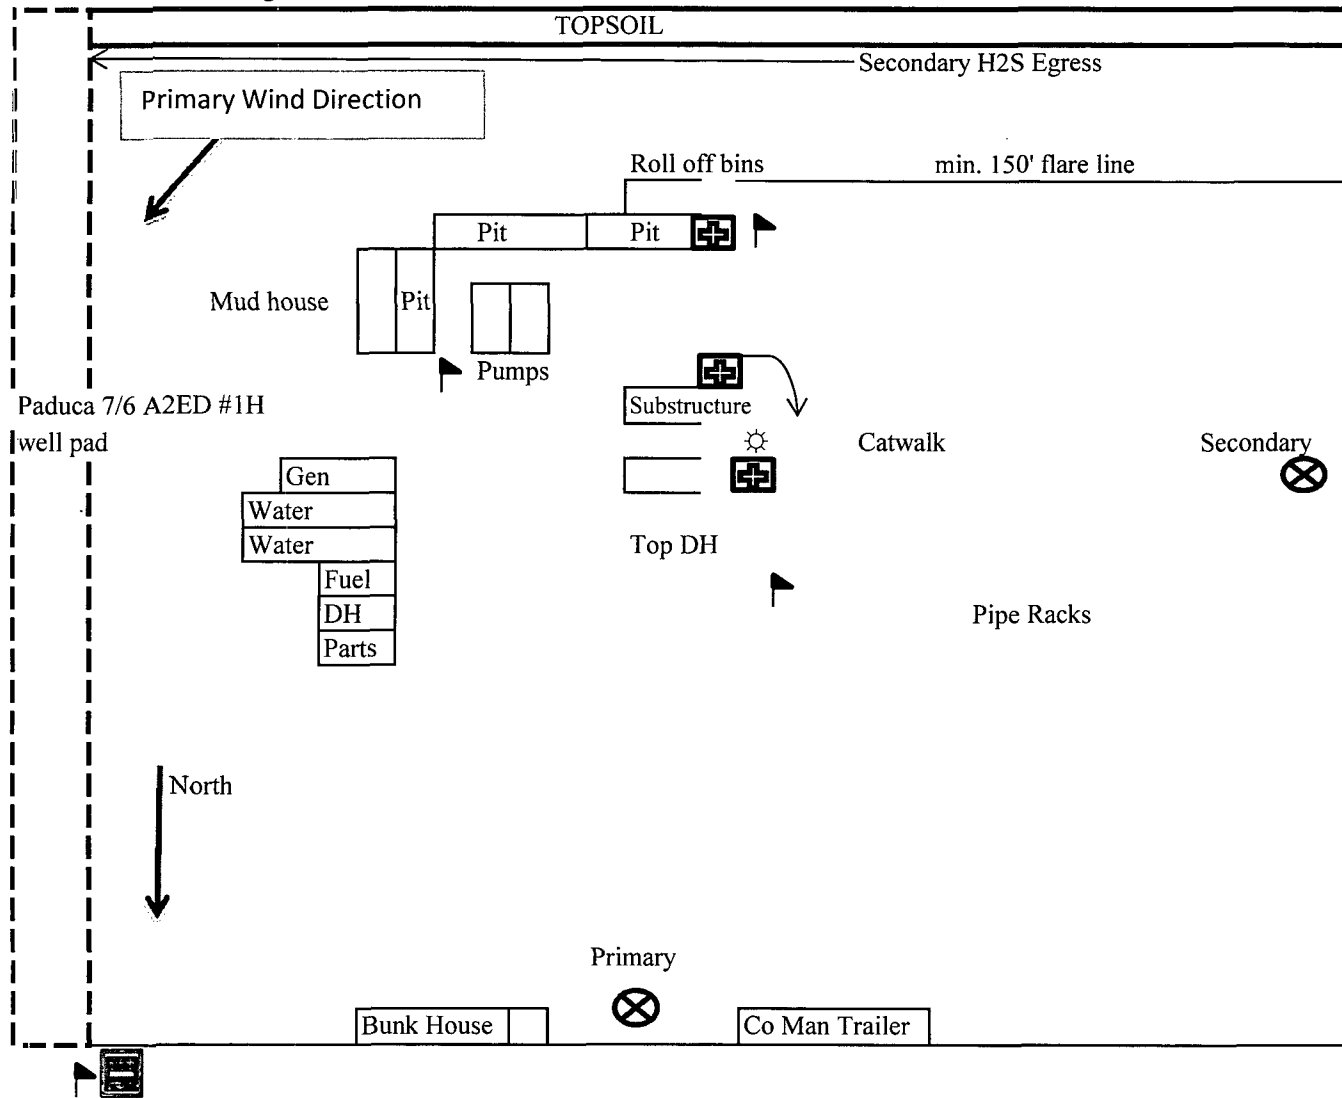 TOPSOIL
Secondary H2S Egress
Primary Wind Direction
Roll off bins
min. 150' flare line
Pit
Pit
Mud house
Pit
Pumps
Paduca 7/6 A2ED #1H
well pad
Substructure
Catwalk
Secondary
Gen
Water
Water
Top DH
Fuel
DH
Parts
Pipe Racks
North
Primary
Bunk House
Co Man Trailer